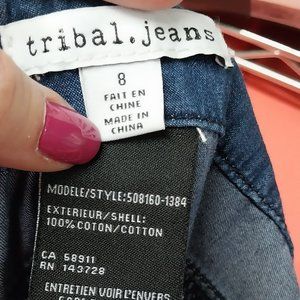 tribal.jeans
8
FAIT EN
CHINE
MADE IN
CHINA
MODELE/STYLE:508160-1384
EXTERIEUR/SHELL:
100% COTON/COTTON
CA 58911
RN 143728
ENTRETIEN VOIR L'ENVERS